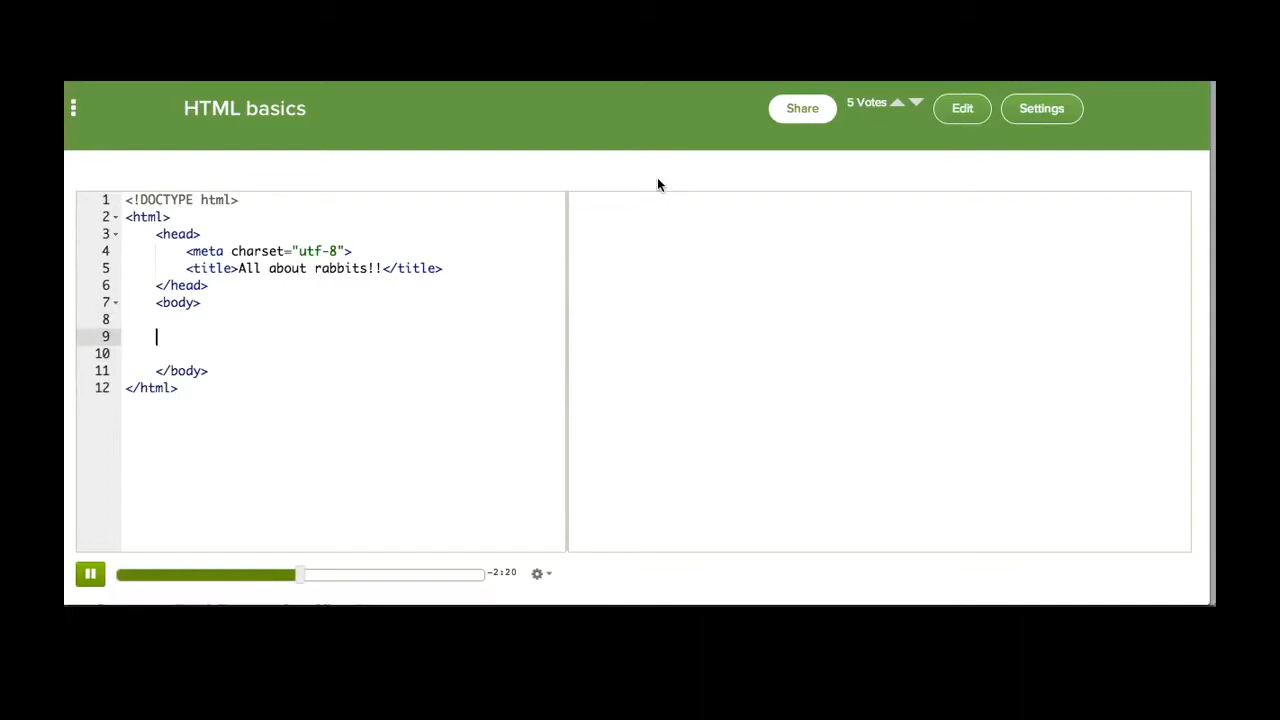 HTML basics
Share
5 Votes
Edit
Settings
1 <!DOCTYPE html>
2 <html>
3 <head>
4 <meta charset="utf-8">
5 <title>All about rabbits!!</title>
6 </head>
7 <body>
8
9
10
11 </body>
12 </html>
-2:20